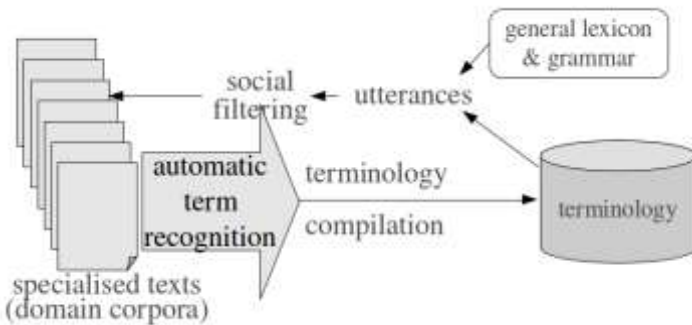 general lexicon
& grammar
social
filtering
utterances
automatic
term
recognition
terminology
compilation
terminology
specialised texts
(domain corpora)